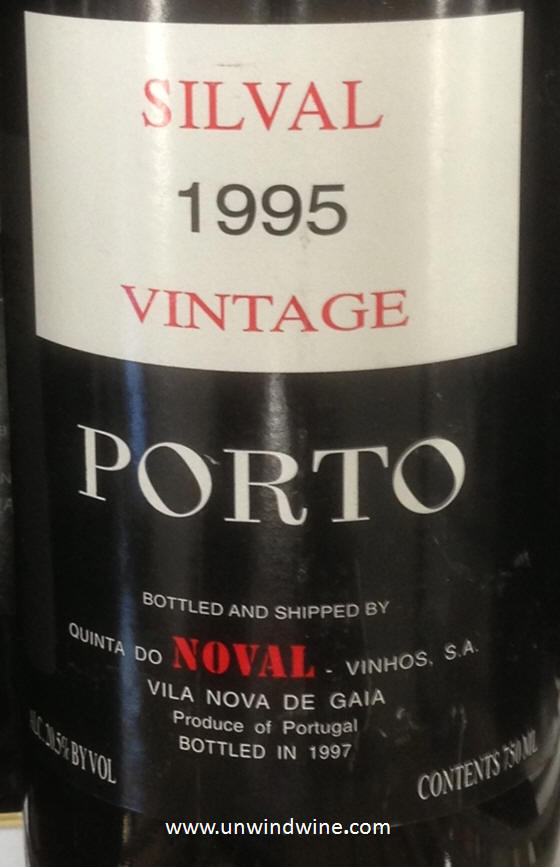 SILVAL
1995
VINTAGE
PORTO
BOTTLED AND SHIPPED BY
QUINTA DO NOVAL - VINHOS, S.A.
VILA NOVA DE GAIA
Produce of Portugal
BOTTLED IN 1997
ALC. 20.5% BY VOL
CONTENTS 750 ML
www.unwindwine.com